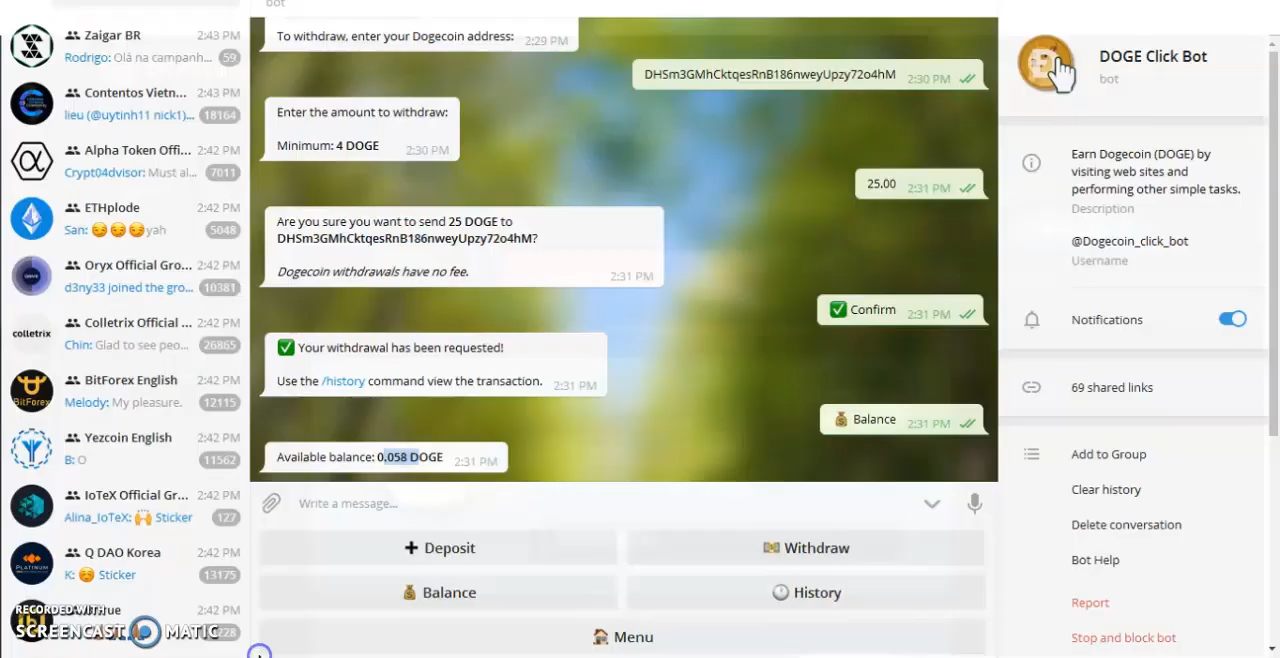 bot
Zaigar BR 2:43 PM
Rodrigo: Olá na campanh... 59
Contentos Vietn... 2:43 PM
lieu (@uytinh11 nick1)... 18164
Alpha Token Offi... 2:42 PM
Crypt04dvisor: Must al... 7011
ETHplode 2:42 PM
San: 😏😏😏yah 5048
Oryx Official Gro... 2:42 PM
d3ny33 joined the gro... 10381
colletrix
Colletrix Official ... 2:42 PM
Chin: Glad to see peo... 26865
BitForex
BitForex English 2:42 PM
Melody: My pleasure. 12115
Yezcoin English 2:42 PM
B: O 11562
IoTeX Official Gr... 2:42 PM
Alina_IoTeX: 🙌 Sticker 127
PLATINUM
Q DAO Korea 2:42 PM
K: ☺️ Sticker 13175
2:42 PM
228
RECORDED WITH
SCREENCAST MATIC
To withdraw, enter your Dogecoin address: 2:29 PM
DHSm3GMhCktqesRnB186nweyUpzy72o4hM 2:30 PM
Enter the amount to withdraw:
Minimum: 4 DOGE 2:30 PM
25.00 2:31 PM
Are you sure you want to send 25 DOGE to
DHSm3GMhCktqesRnB186nweyUpzy72o4hM?
Dogecoin withdrawals have no fee. 2:31 PM
✅ Confirm 2:31 PM
✅ Your withdrawal has been requested!
Use the /history command view the transaction. 2:31 PM
💰 Balance 2:31 PM
Available balance: 0.058 DOGE 2:31 PM
Write a message...
➕ Deposit
💵 Withdraw
💰 Balance
🕒 History
🏠 Menu
DOGE Click Bot
bot
Earn Dogecoin (DOGE) by
visiting web sites and
performing other simple tasks.
Description
@Dogecoin_click_bot
Username
Notifications
69 shared links
Add to Group
Clear history
Delete conversation
Bot Help
Report
Stop and block bot